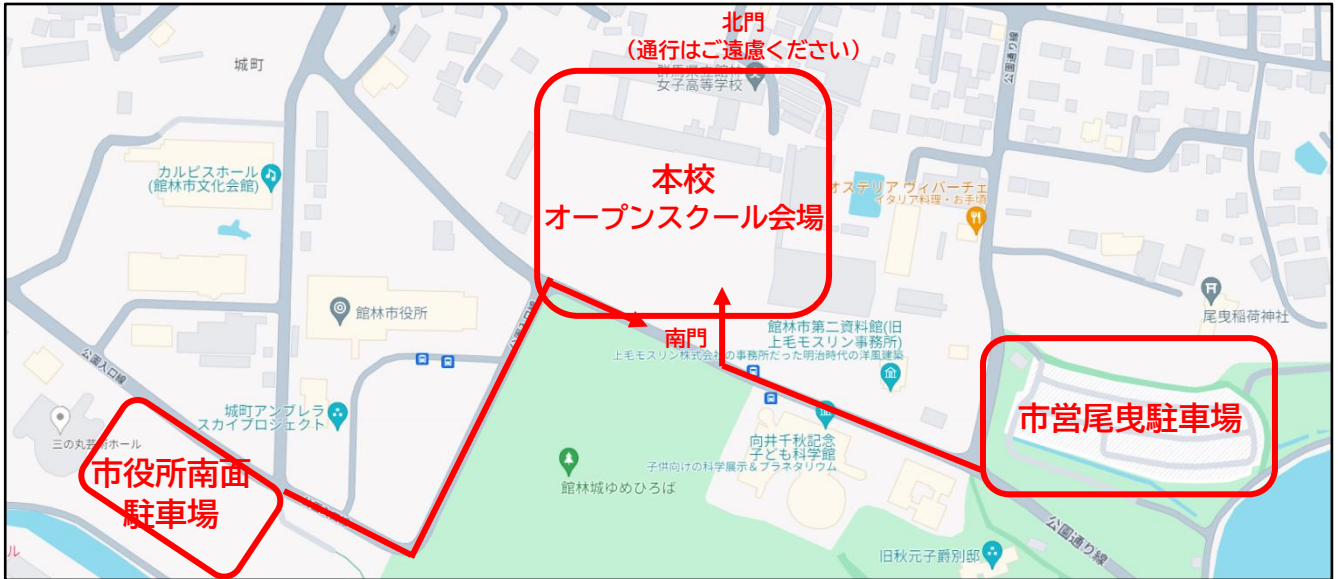 北門
(通行はご遠慮ください)
城町
女子高等学校
公園通り線
カルピスホール
(館林市文化会館)
本校
オープンスクール会場
オステリア ヴィバーチェ
イタリア料理・お手頃
館林市役所
尾曳稲荷神社
公園入口線
南門
館林市第二資料館(旧
上毛モスリン事務所)
上毛モスリン株式会社の事務所だった明治時代の洋風建築
公園入口線
城町アンブレラ
スカイプロジェクト
三の丸芸術ホール
市営尾曳駐車場
向井千秋記念
子ども科学館
子供向けの科学展示&プラネタリウム
市役所南面
駐車場
館林城ゆめひろば
公園通り線
旧秋元子爵別邸
ル